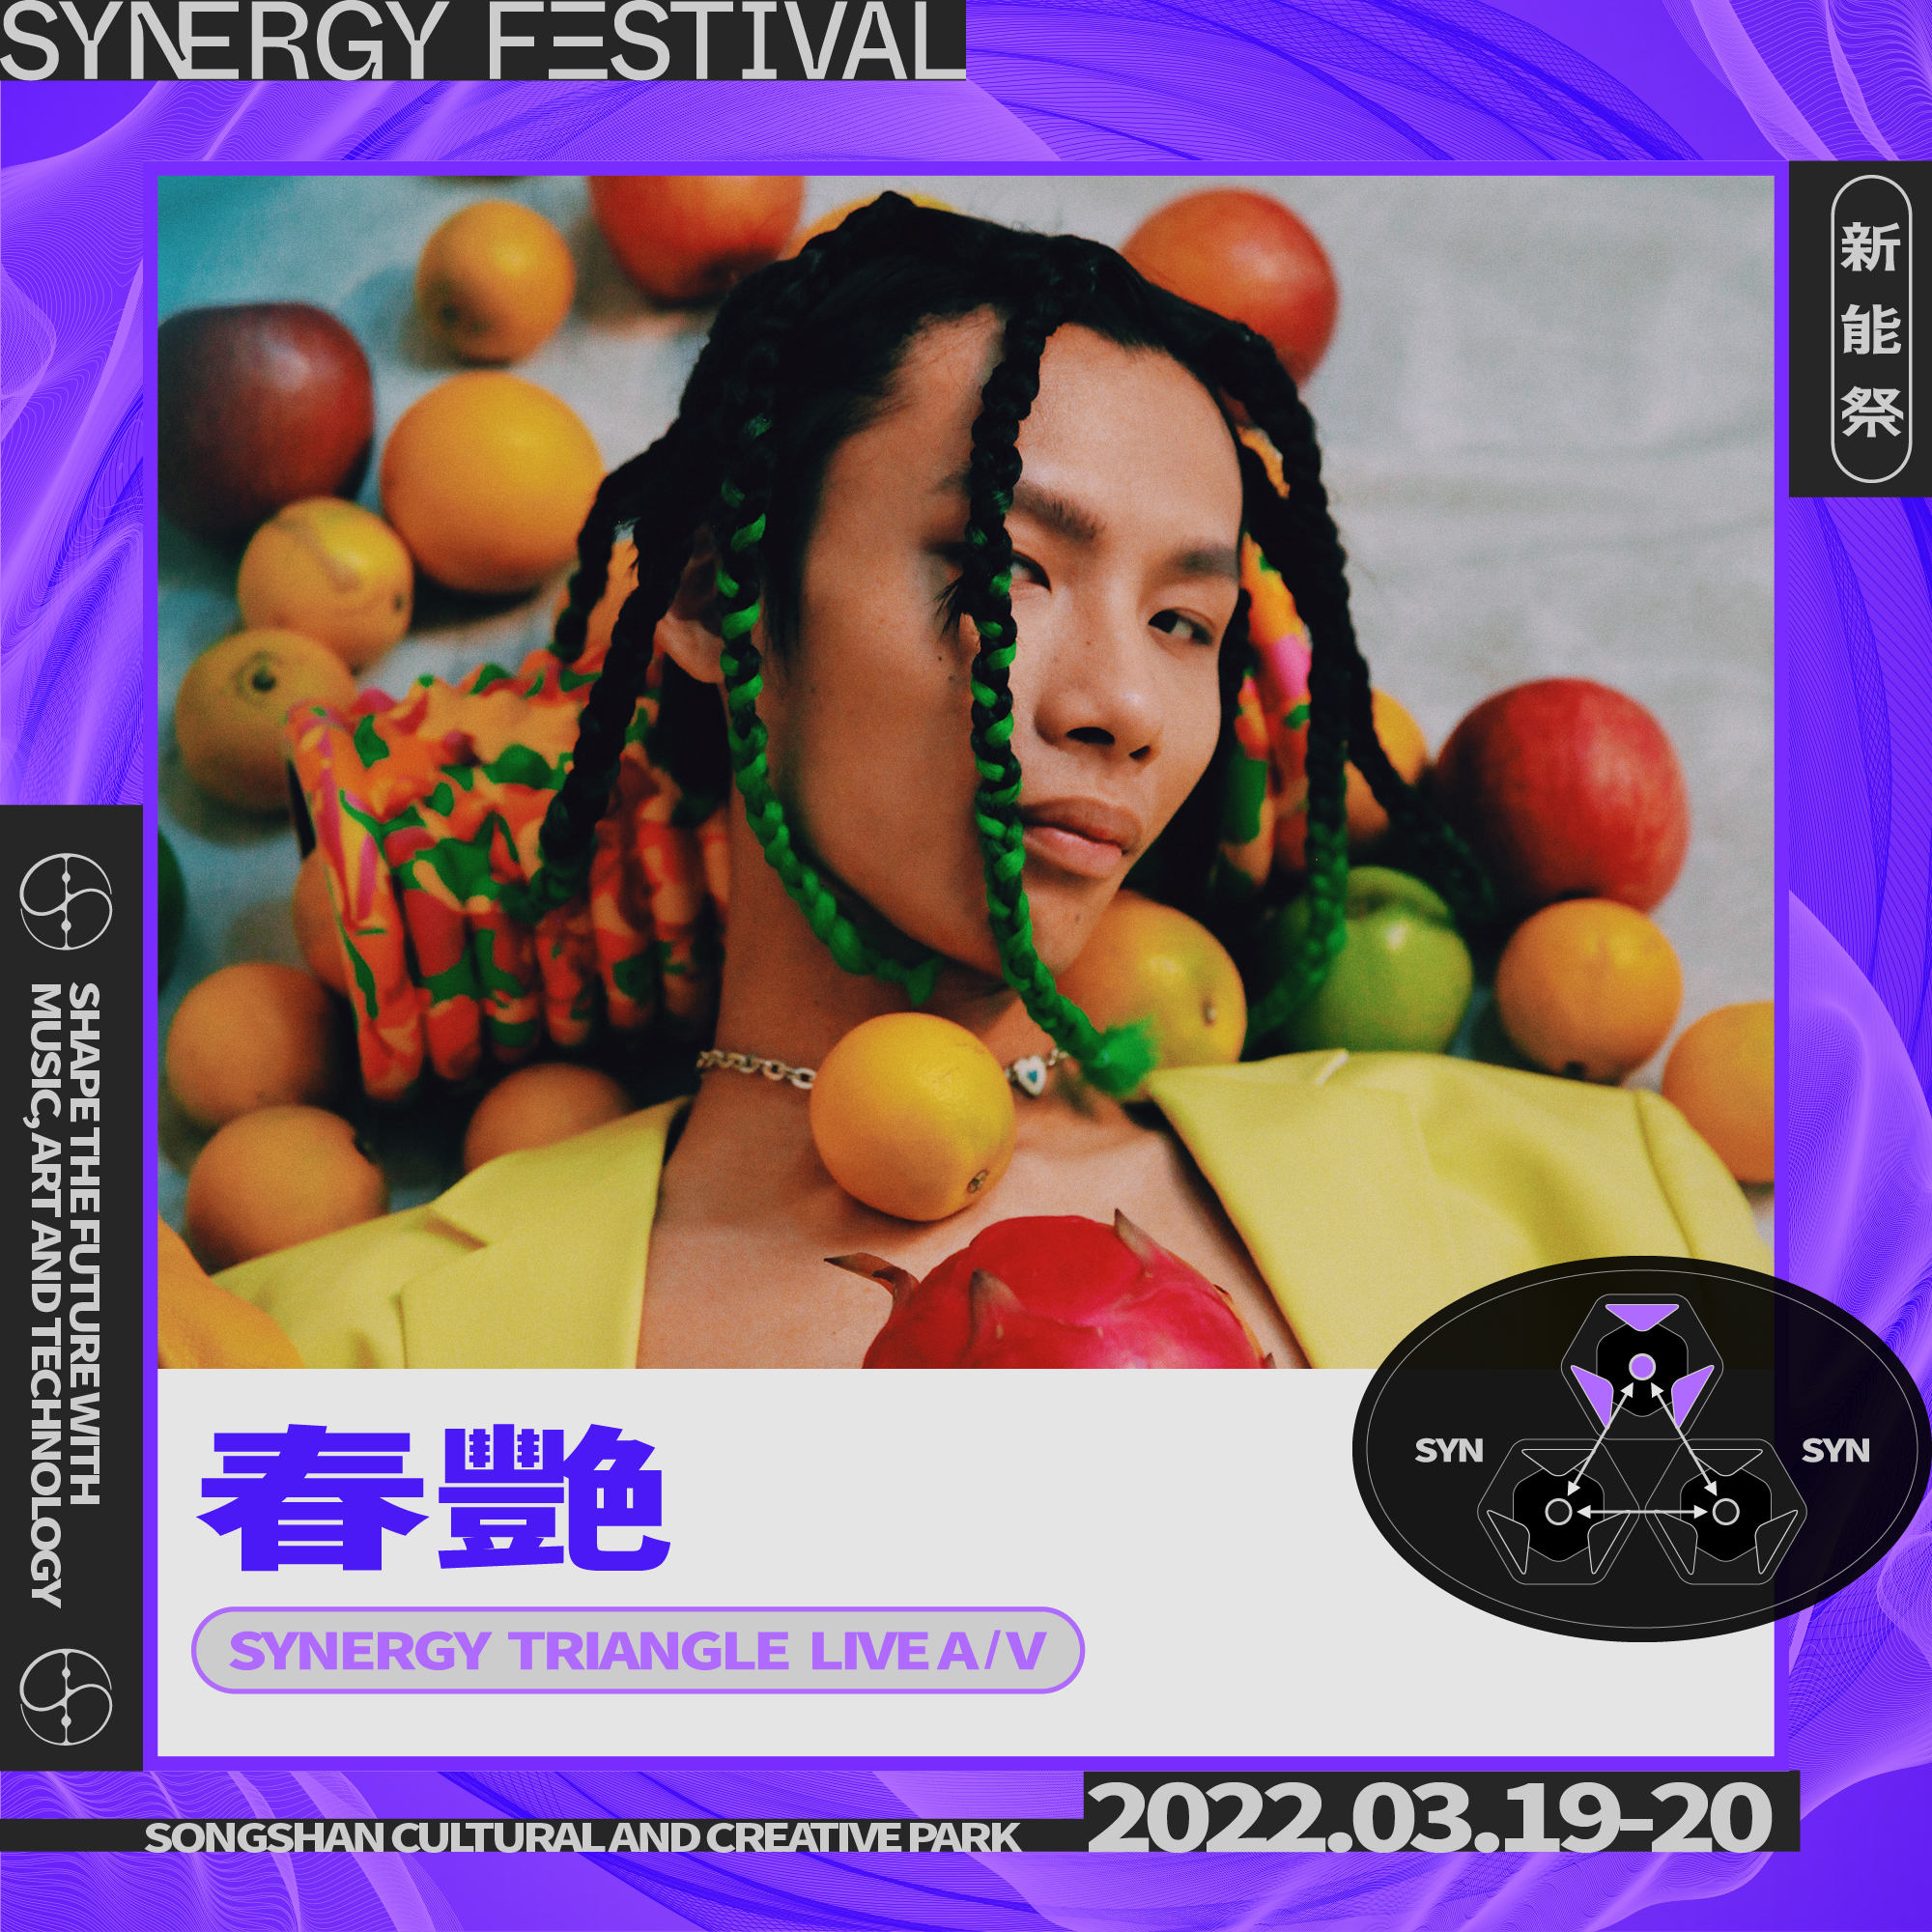 SYNERGY FESTIVAL
新能祭
SHAPE THE FUTURE WITH
MUSIC, ART AND TECHNOLOGY
春艷
SYNERGY TRIANGLE LIVE A/V
SYN
SYN
SONGSHAN CULTURAL AND CREATIVE PARK
2022.03.19-20